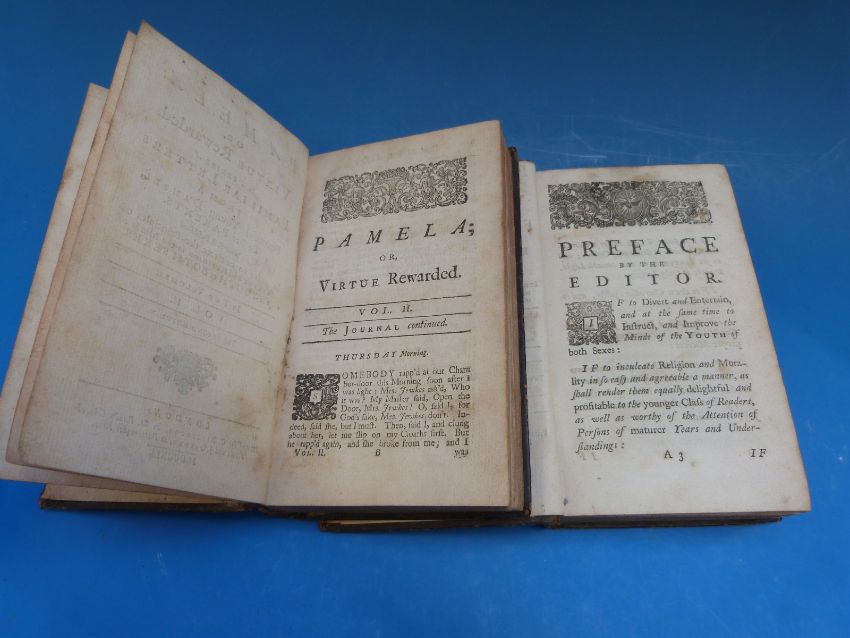 PAMELA;
OR,
VIRTUE Rewarded.
VOL. II.
The JOURNAL continued.
THURSDAY Morning.
SOMEBODY rapp'd at our Cham-
ber-door this Morning soon after it
was light: Mrs. Jewkes ask'd, Who
it was? My Master said, Open the
Door, Mrs. Jewkes! O, said I, for
God's sake, Mrs. Jewkes, don't. In-
deed, said she, but I must. Then, said I, and clung
about her, let me slip on my Cloaths first. But
he rapp'd again, and she broke from me; and I
VOL. II. B was
PREFACE
BY THE
EDITOR.
IF to Divert and Entertain,
and at the same time to
Instruct, and Improve the
Minds of the YOUTH of
both Sexes:
IF to inculcate Religion and Mora-
lity in so easy and agreeable a manner, as
shall render them equally delightful and
profitable to the younger Class of Readers,
as well as worthy of the Attention of
Persons of maturer Years and Under-
standing:
A 3 IF